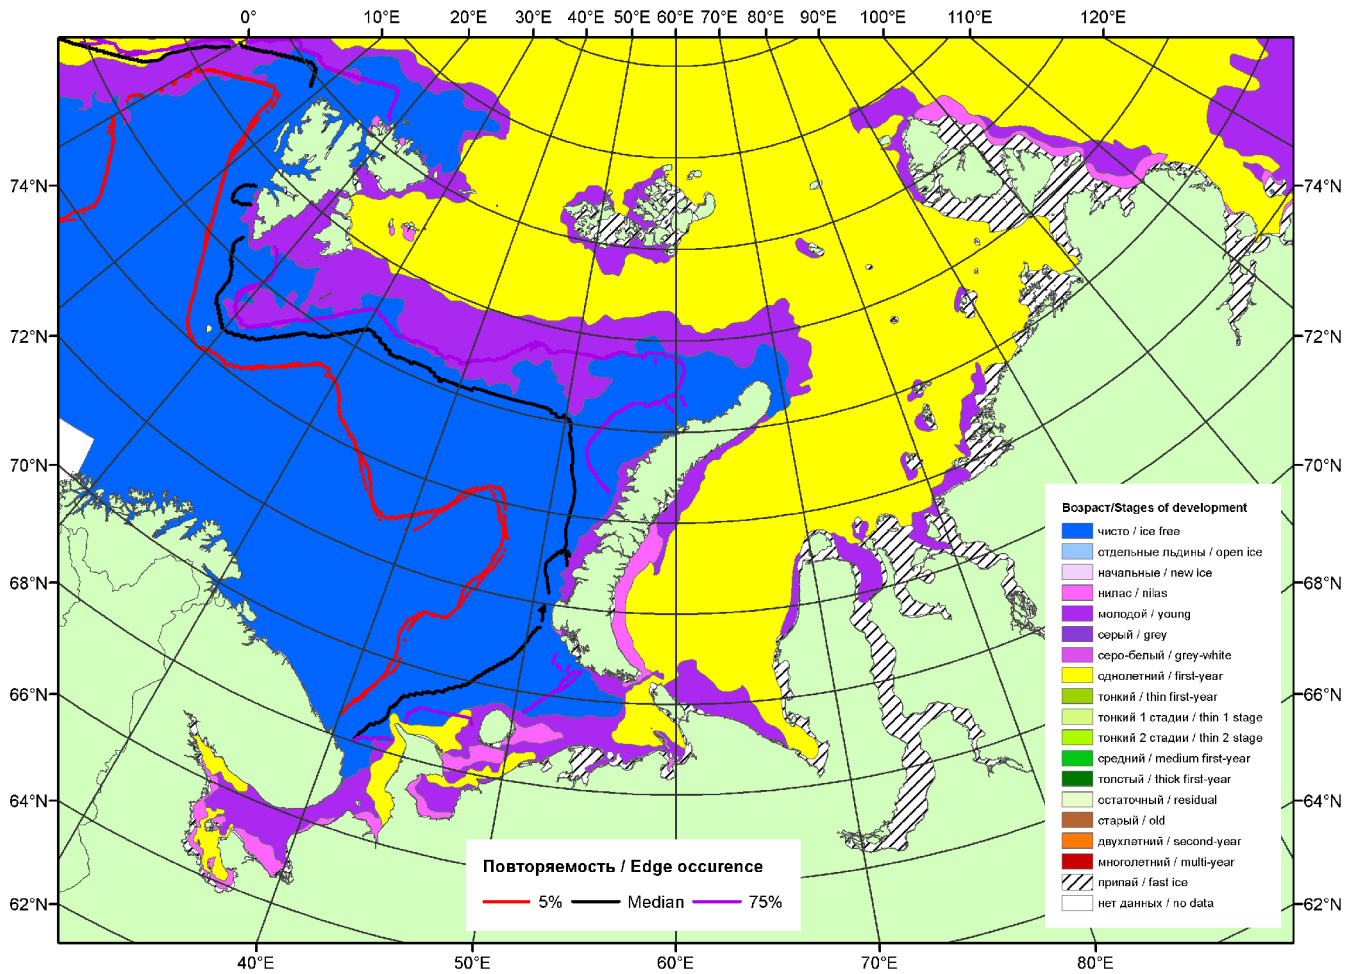 0° 10°E 20°E 30°E 40°E 50°E 60°E 70°E 80°E 90°E 100°E 110°E 120°E
74°N 74°N
72°N 72°N
70°N 70°N
68°N 68°N
66°N 66°N
64°N 64°N
62°N 62°N
Возраст/Stages of development
чисто / ice free
отдельные льдины / open ice
начальные / new ice
нилас / nilas
молодой / young
серый / grey
серо-белый / grey-white
однолетний / first-year
тонкий / thin first-year
тонкий 1 стадии / thin 1 stage
тонкий 2 стадии / thin 2 stage
средний / medium first-year
толстый / thick first-year
остаточный / residual
старый / old
двухлетний / second-year
многолетний / multi-year
припай / fast ice
нет данных / no data
Повторяемость / Edge occurence
5% Median 75%
40°E 50°E 60°E 70°E 80°E